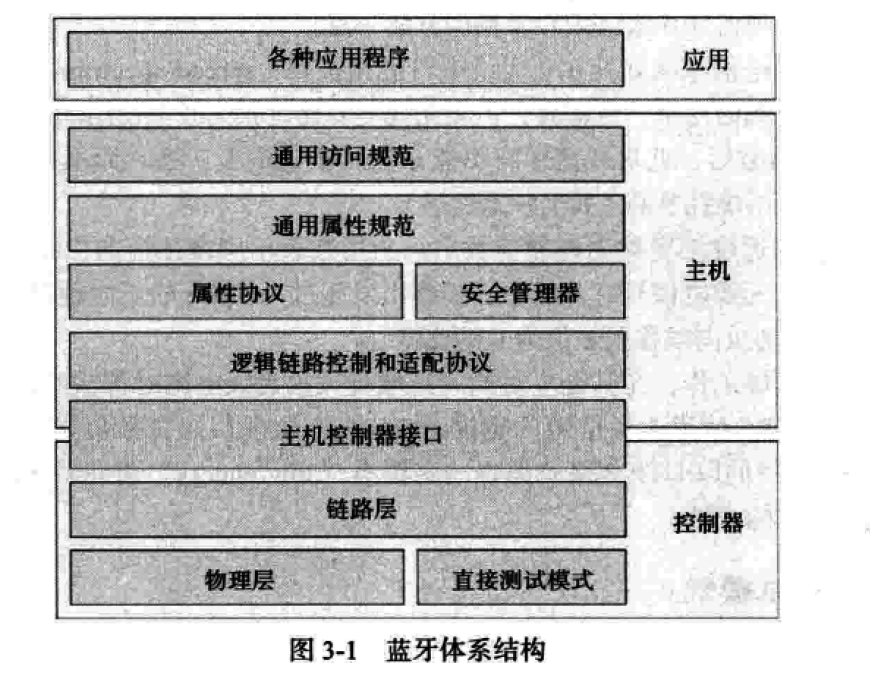 各种应用程序 应用
通用访问规范
通用属性规范
主机
属性协议 安全管理器
逻辑链路控制和适配协议
主机控制器接口
链路层
控制器
物理层 直接测试模式
图 3-1 蓝牙体系结构